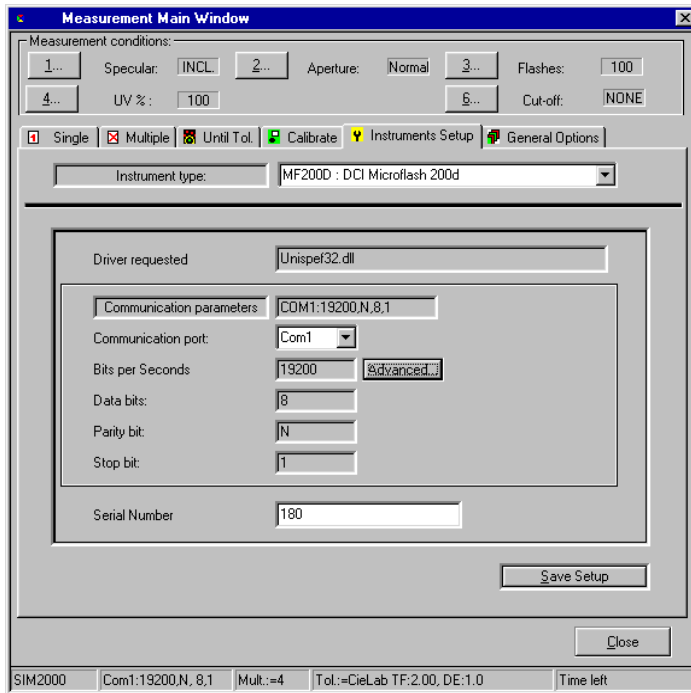 Measurement Main Window
Measurement conditions:
1... Specular: INCL. 2... Aperture: Normal 3... Flashes: 100
4... UV % : 100 6... Cut-off: NONE
Single Multiple Until Tol. Calibrate Instruments Setup General Options
Instrument type: MF200D : DCI Microflash 200d
Driver requested Unispef32.dll
Communication parameters COM1:19200,N,8,1
Communication port: Com1
Bits per Seconds 19200 Advanced...
Data bits: 8
Parity bit: N
Stop bit: 1
Serial Number 180
Save Setup
Close
SIM2000 Com1:19200,N, 8,1 Mult.:=4 Tol.:=CieLab TF:2.00, DE:1.0 Time left